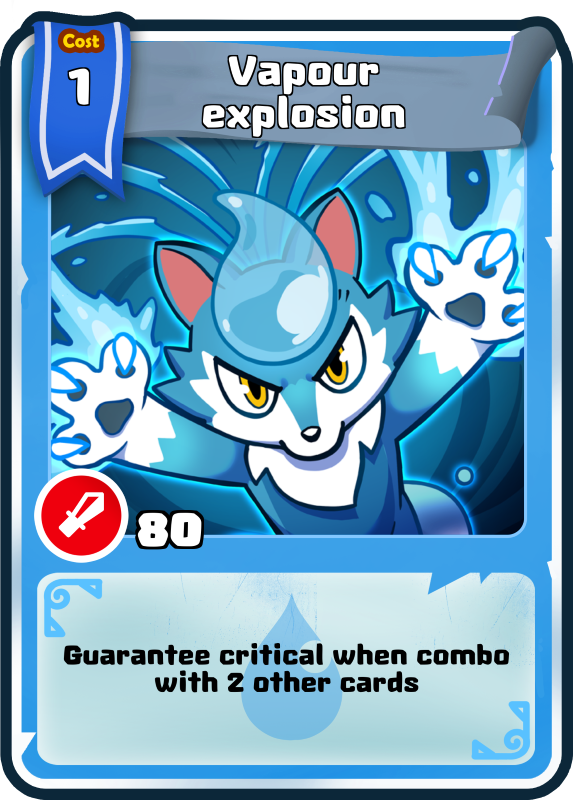 Cost
1
Vapour
explosion
80
Guarantee critical when combo
with 2 other cards